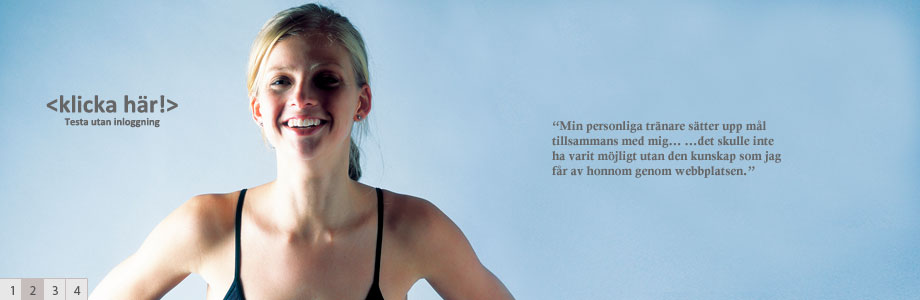 <klicka här!>
Testa utan inloggning
“Min personliga tränare sätter upp mål
tillsammans med mig... ...det skulle inte
ha varit möjligt utan den kunskap som jag
får av honnom genom webbplatsen.”
1 2 3 4